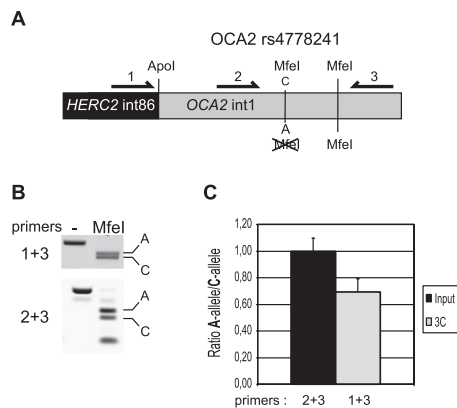 A
OCA2 rs4778241
ApoI
MfeI
MfeI
1
2
C
3
HERC2 int86
OCA2 int1
A
MfeI
MfeI
B
primers
-
MfeI
1+3
A
C
2+3
A
C
C
Ratio A-allele/C-allele
1,20
1,00
0,80
0,60
0,40
0,20
0,00
Input
3C
primers :
2+3
1+3